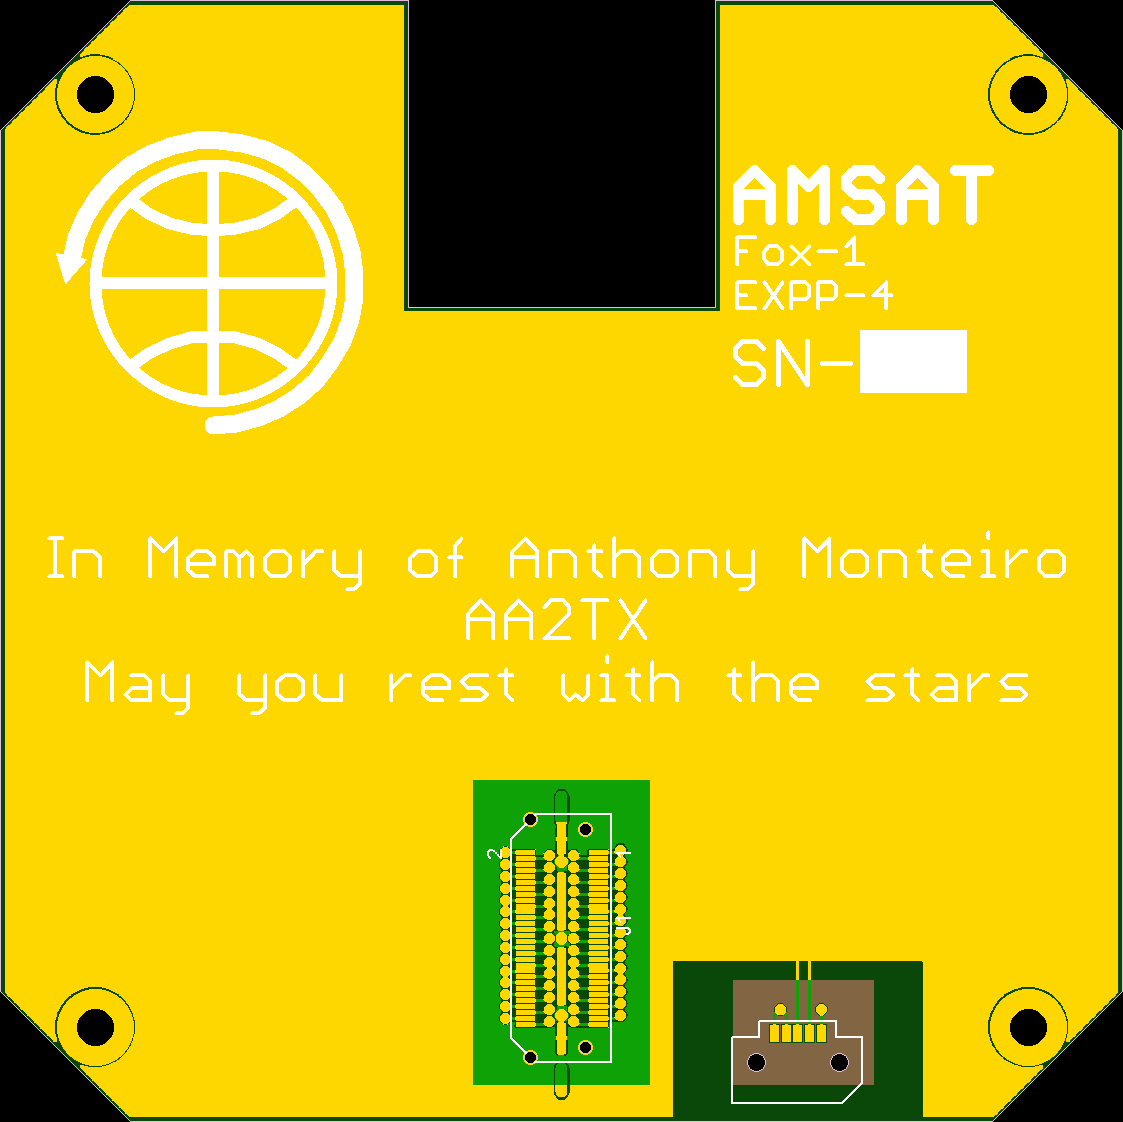 AMSAT
Fox-1
EXPP-4
SN-
In Memory of Anthony Monteiro
AA2TX
May you rest with the stars
2
1
J1